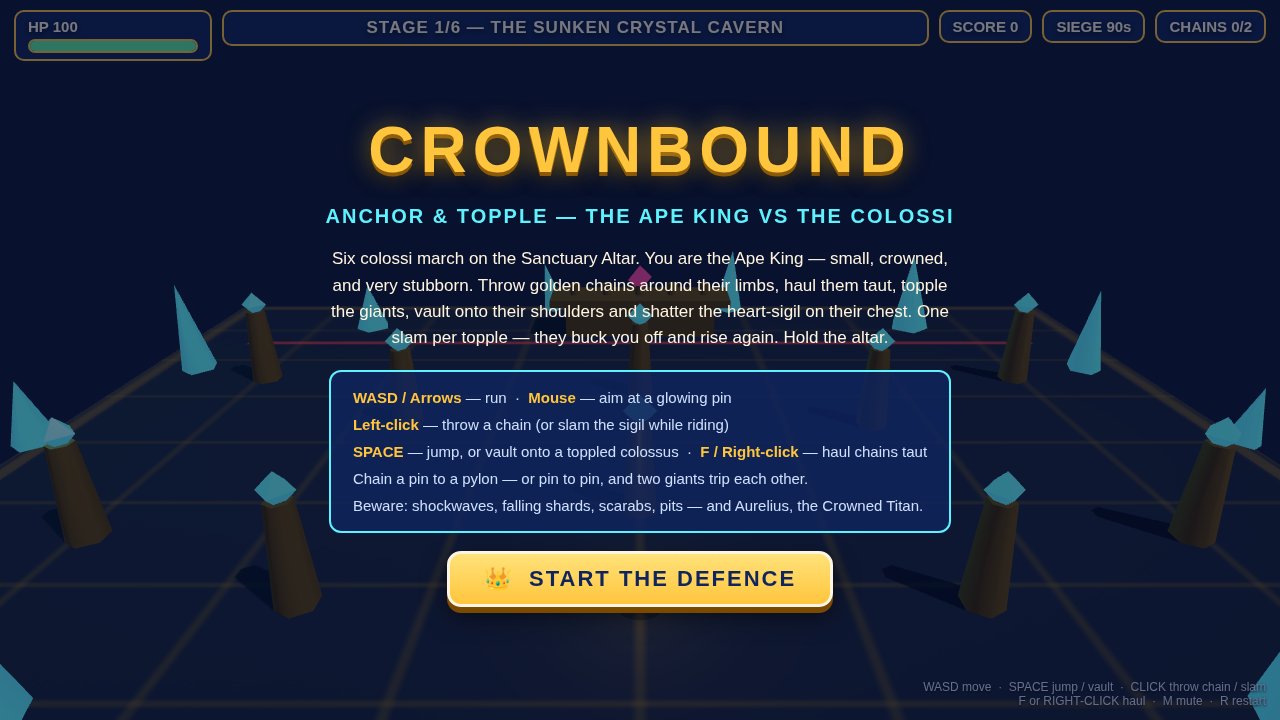 HP 100
STAGE 1/6 — THE SUNKEN CRYSTAL CAVERN
SCORE 0
SIEGE 90s
CHAINS 0/2
CROWNBOUND
ANCHOR & TOPPLE — THE APE KING VS THE COLOSSI
Six colossi march on the Sanctuary Altar. You are the Ape King — small, crowned,
and very stubborn. Throw golden chains around their limbs, haul them taut, topple
the giants, vault onto their shoulders and shatter the heart-sigil on their chest. One
slam per topple — they buck you off and rise again. Hold the altar.
WASD / Arrows — run · Mouse — aim at a glowing pin
Left-click — throw a chain (or slam the sigil while riding)
SPACE — jump, or vault onto a toppled colossus · F / Right-click — haul chains taut
Chain a pin to a pylon — or pin to pin, and two giants trip each other.
Beware: shockwaves, falling shards, scarabs, pits — and Aurelius, the Crowned Titan.
👑 START THE DEFENCE
WASD move · SPACE jump / vault · CLICK throw chain / slam
F or RIGHT-CLICK haul · M mute · R restart